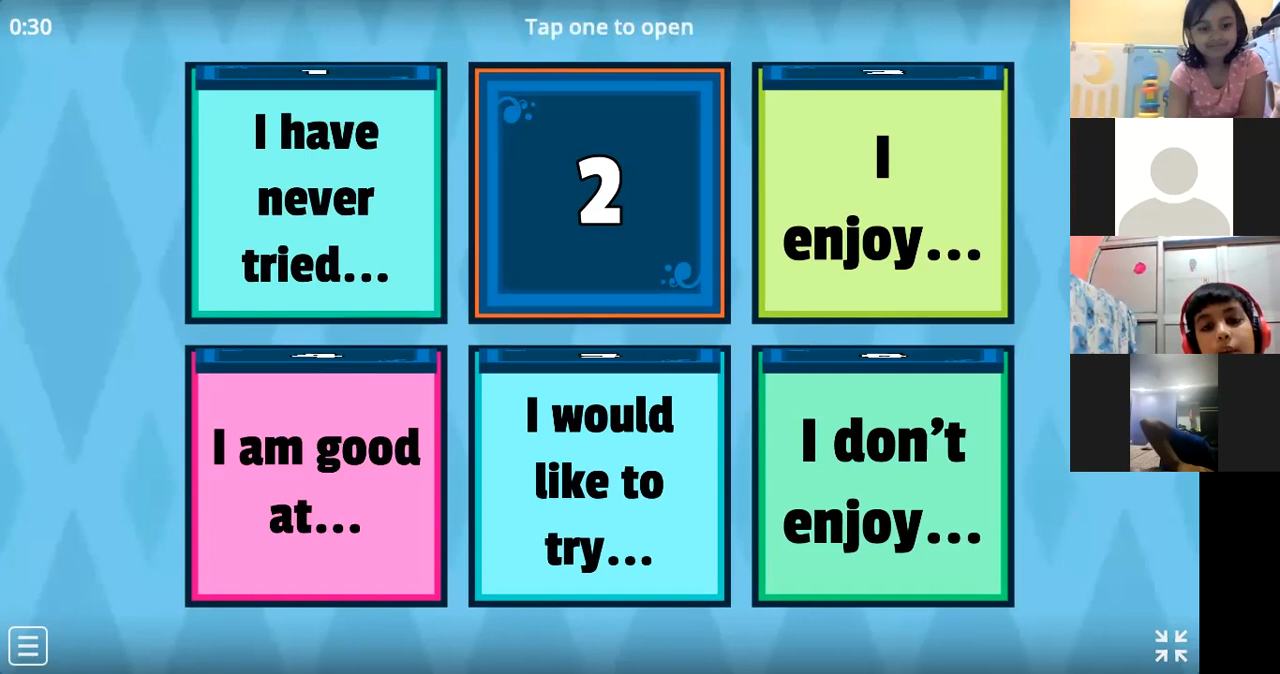 0:30
Tap one to open
I have
never
tried...
2
I
enjoy...
I am good
at...
I would
like to
try...
I don't
enjoy...